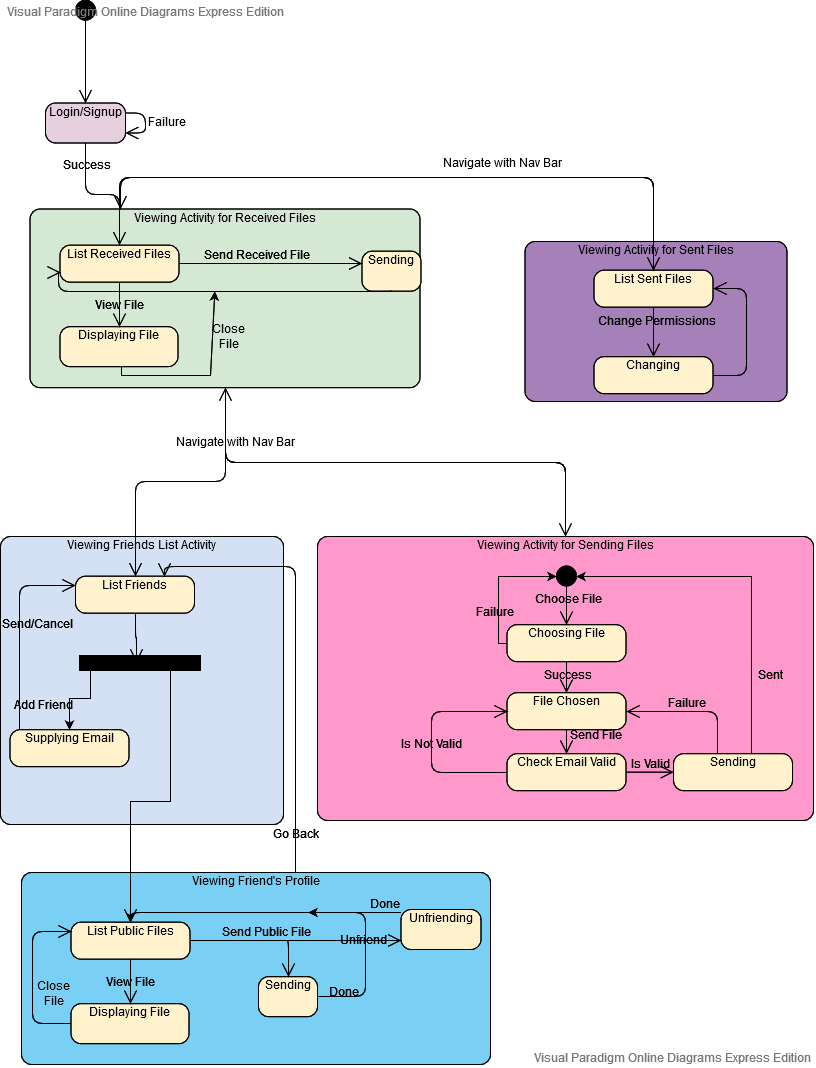 Visual Paradigm Online Diagrams Express Edition
Login/Signup
Failure
Success
Navigate with Nav Bar
Viewing Activity for Received Files
List Received Files
Send Received File
Sending
View File
Displaying File
Close
File
Viewing Activity for Sent Files
List Sent Files
Change Permissions
Changing
Navigate with Nav Bar
Viewing Friends List Activity
List Friends
Send/Cancel
Add Friend
Supplying Email
Go Back
Viewing Activity for Sending Files
Choose File
Failure
Choosing File
Success
Sent
File Chosen
Failure
Send File
Is Not Valid
Check Email Valid
Is Valid
Sending
Viewing Friend's Profile
Done
Unfriending
List Public Files
Send Public File
Unfriend
View File
Close
File
Sending
Done
Displaying File
Visual Paradigm Online Diagrams Express Edition